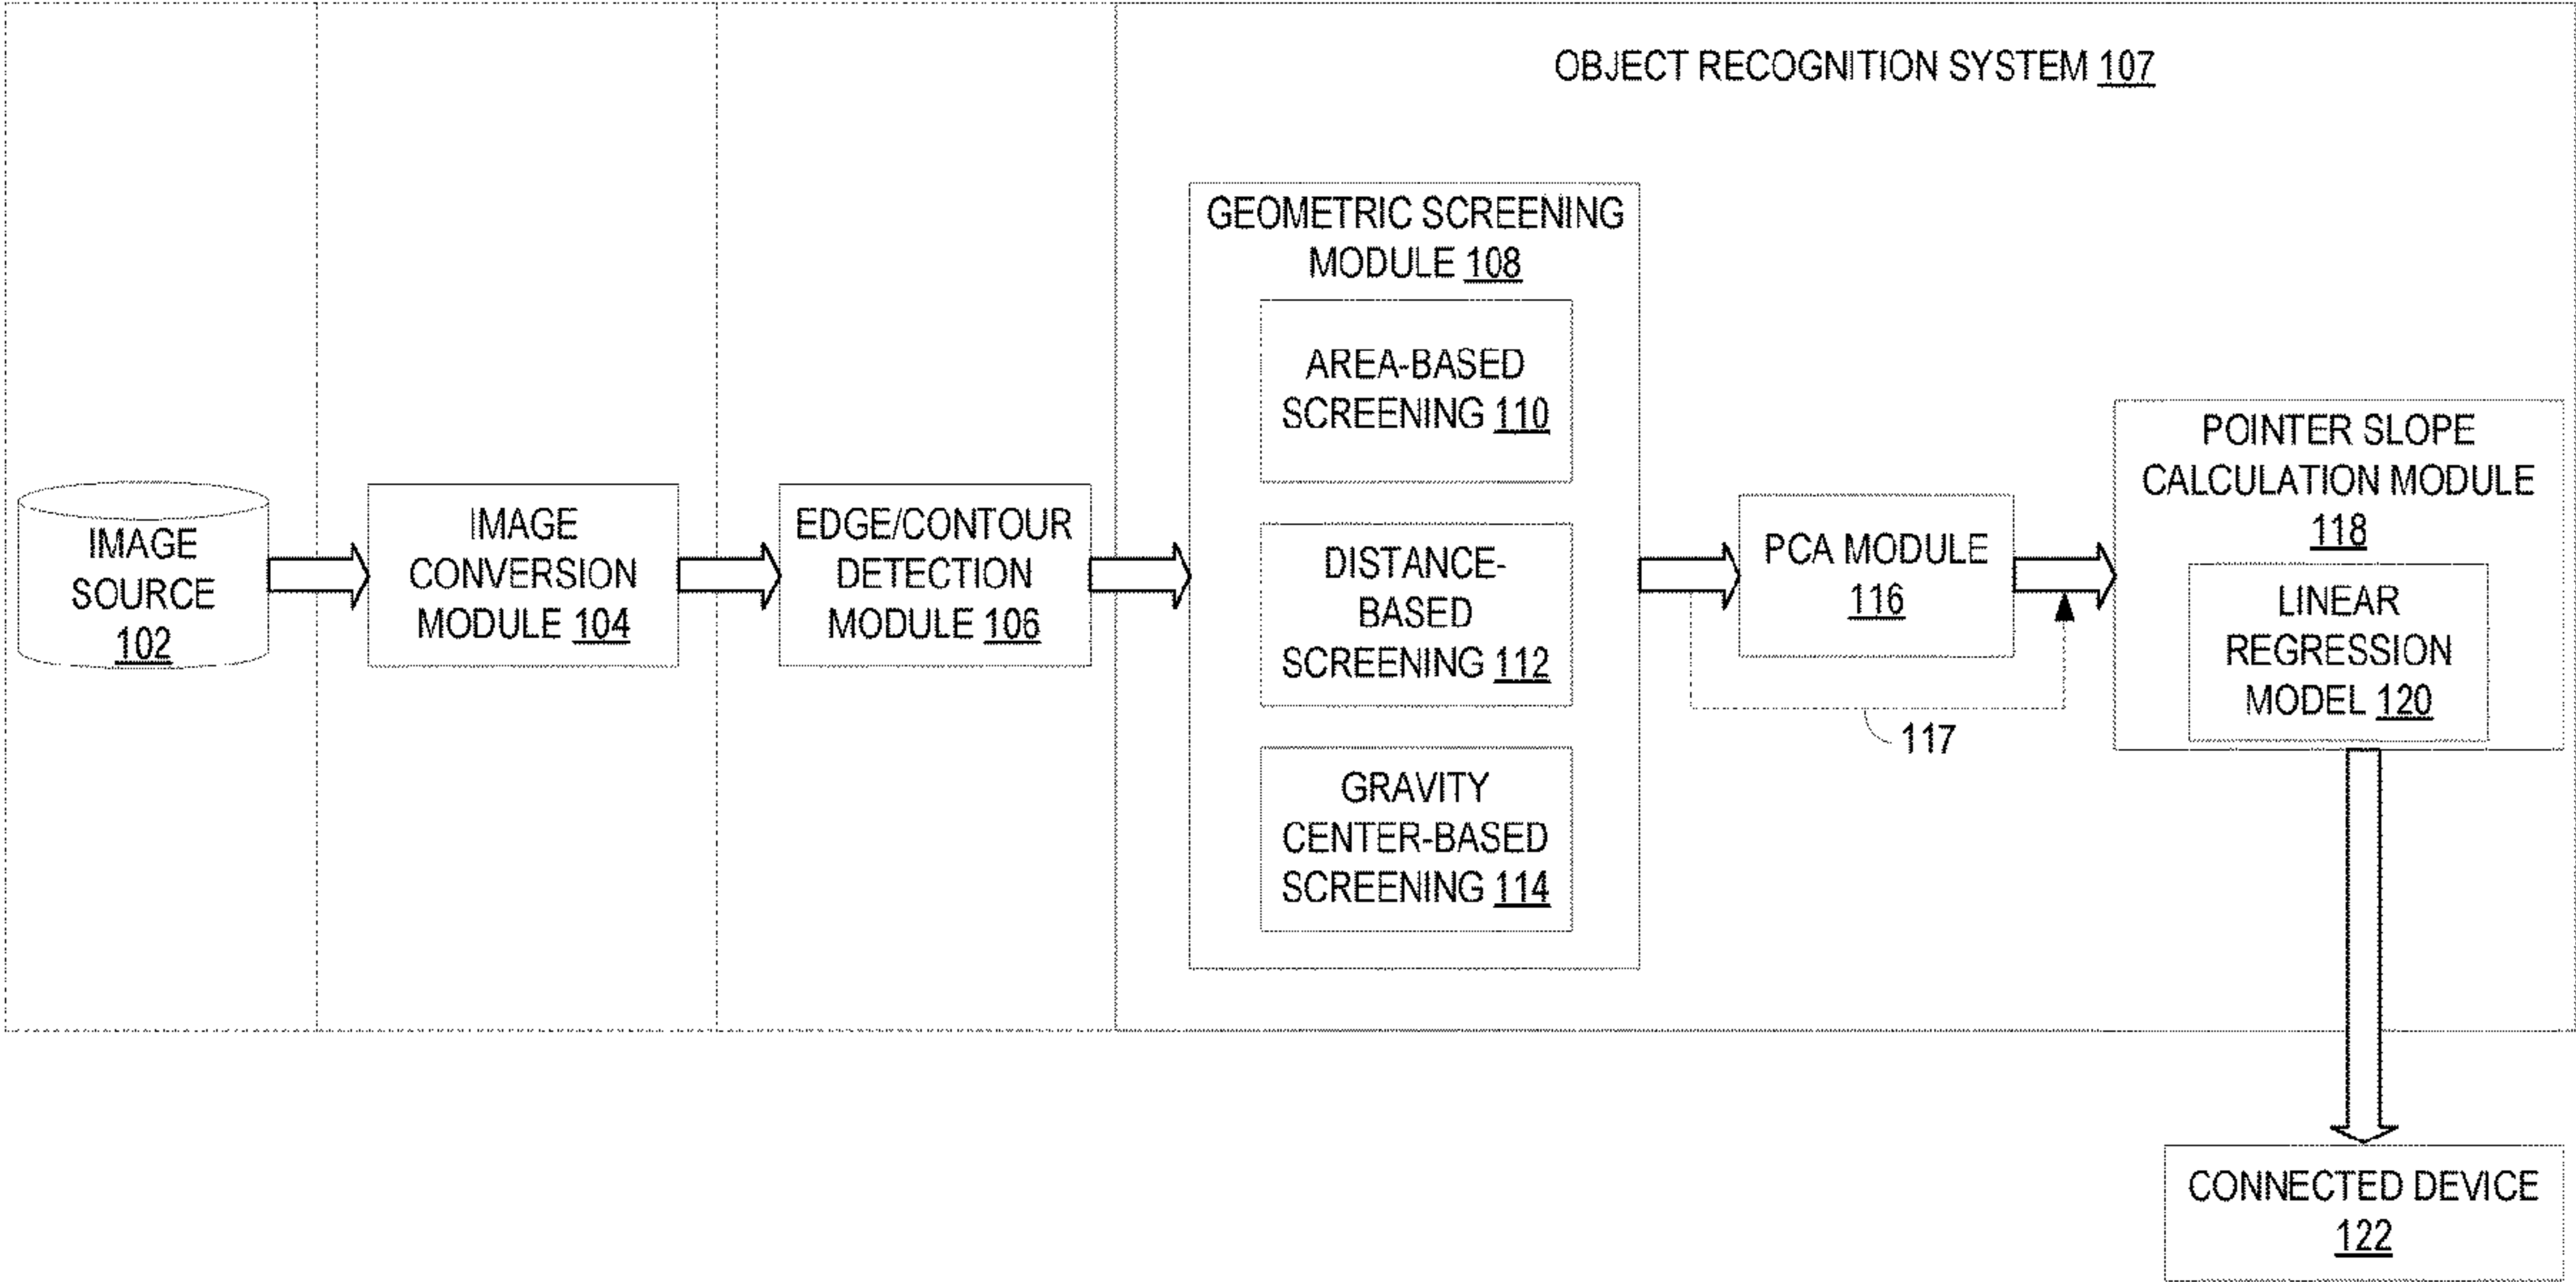 OBJECT RECOGNITION SYSTEM 107
IMAGE
SOURCE
102
IMAGE
CONVERSION
MODULE 104
EDGE/CONTOUR
DETECTION
MODULE 106
GEOMETRIC SCREENING
MODULE 108
AREA-BASED
SCREENING 110
DISTANCE-
BASED
SCREENING 112
GRAVITY
CENTER-BASED
SCREENING 114
PCA MODULE
116
117
POINTER SLOPE
CALCULATION MODULE
118
LINEAR
REGRESSION
MODEL 120
CONNECTED DEVICE
122